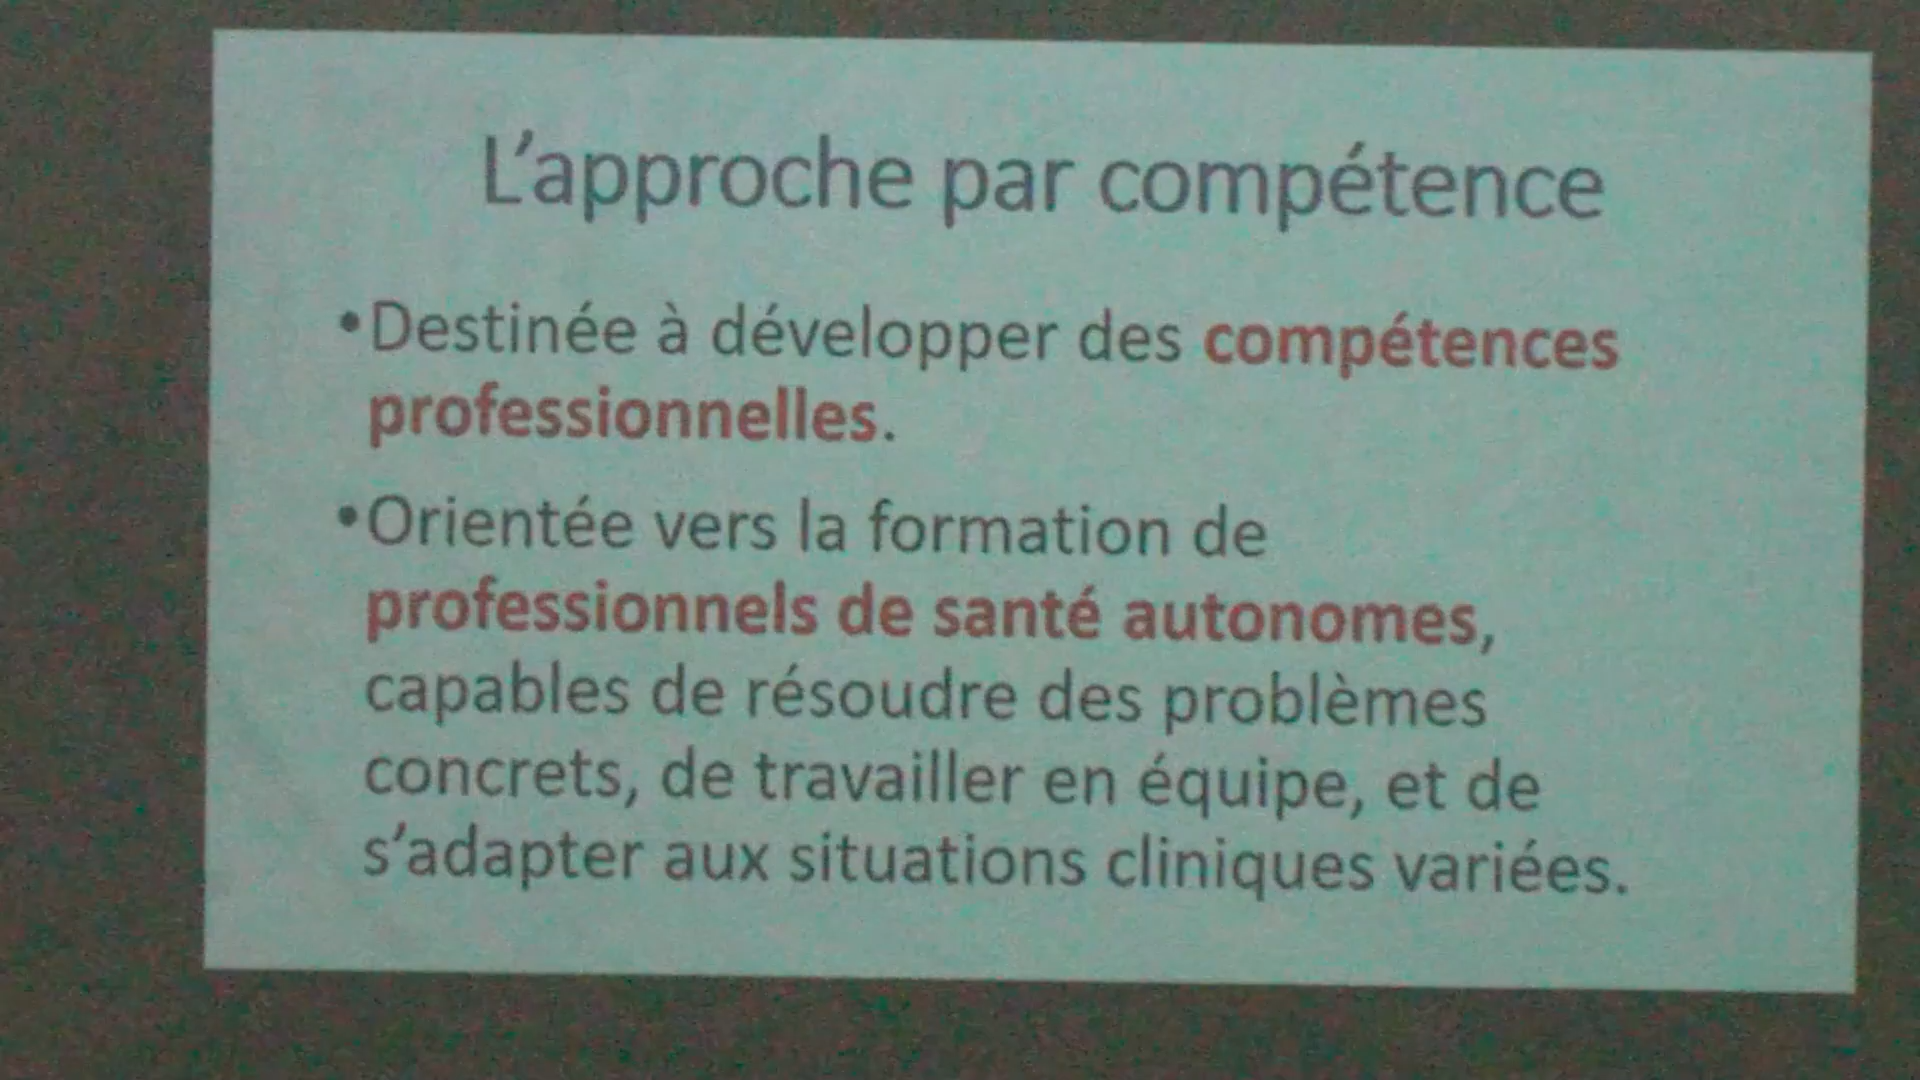 L'approche par compétence
•Destinée à développer des compétences
professionnelles.
•Orientée vers la formation de
professionnels de santé autonomes,
capables de résoudre des problèmes
concrets, de travailler en équipe, et de
s'adapter aux situations cliniques variées.